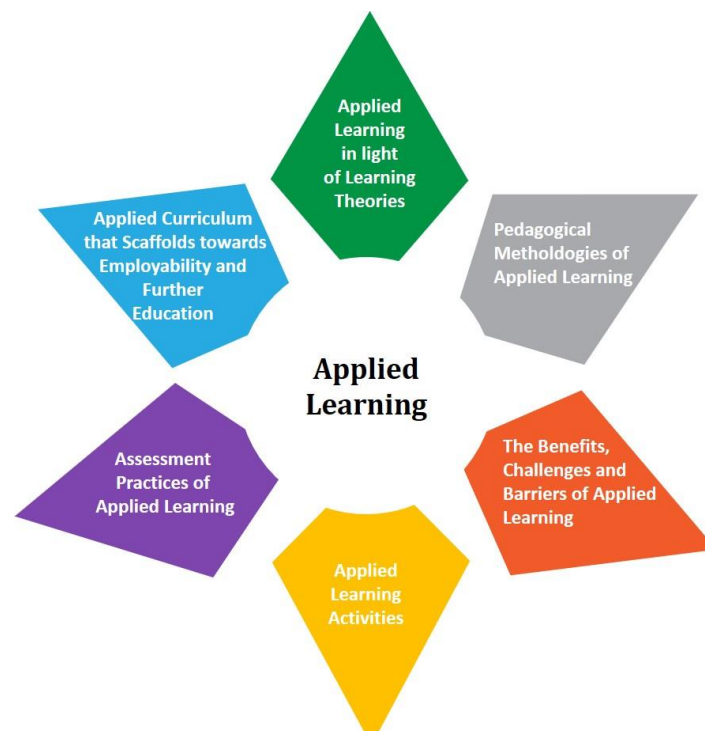 Applied
Learning
in light
of Learning
Theories
Pedagogical
Metholdologies of
Applied Learning
The Benefits,
Challenges and
Barriers of Applied
Learning
Applied
Learning
Activities
Assessment
Practices of
Applied Learning
Applied Curriculum
that Scaffolds towards
Employability and
Further
Education
Applied
Learning